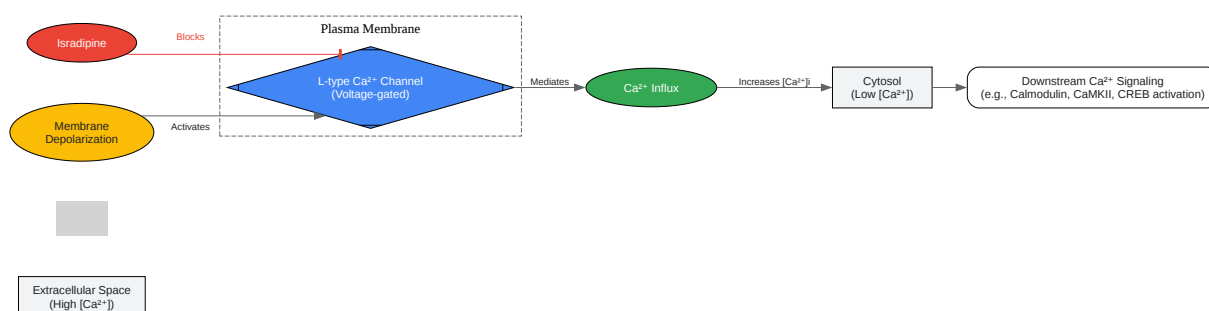 Plasma Membrane
Isradipine
Blocks
L-type Ca²⁺ Channel
(Voltage-gated)
Membrane
Depolarization
Activates
Mediates
Ca²⁺ Influx
Increases [Ca²⁺]i
Cytosol
(Low [Ca²⁺])
Downstream Ca²⁺ Signaling
(e.g., Calmodulin, CaMKII, CREB activation)
Extracellular Space
(High [Ca²⁺])